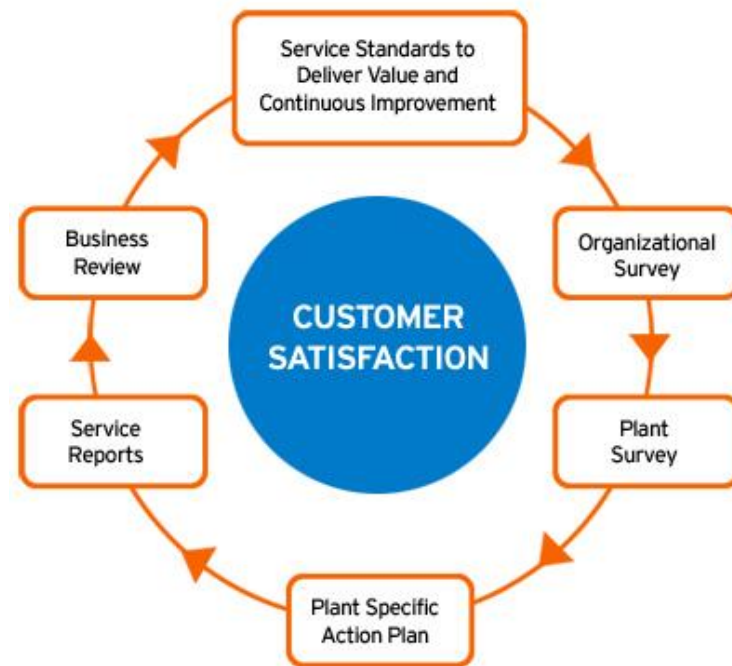 Service Standards to
Deliver Value and
Continuous Improvement
Organizational
Survey
Plant
Survey
Plant Specific
Action Plan
Service
Reports
Business
Review
CUSTOMER
SATISFACTION